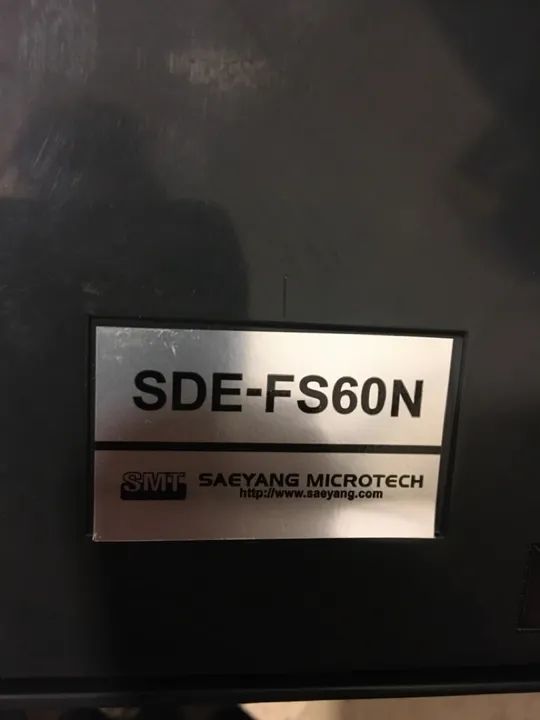 SDE-FS60N
SMT SAEYANG MICROTECH
http://www.saeyang.com